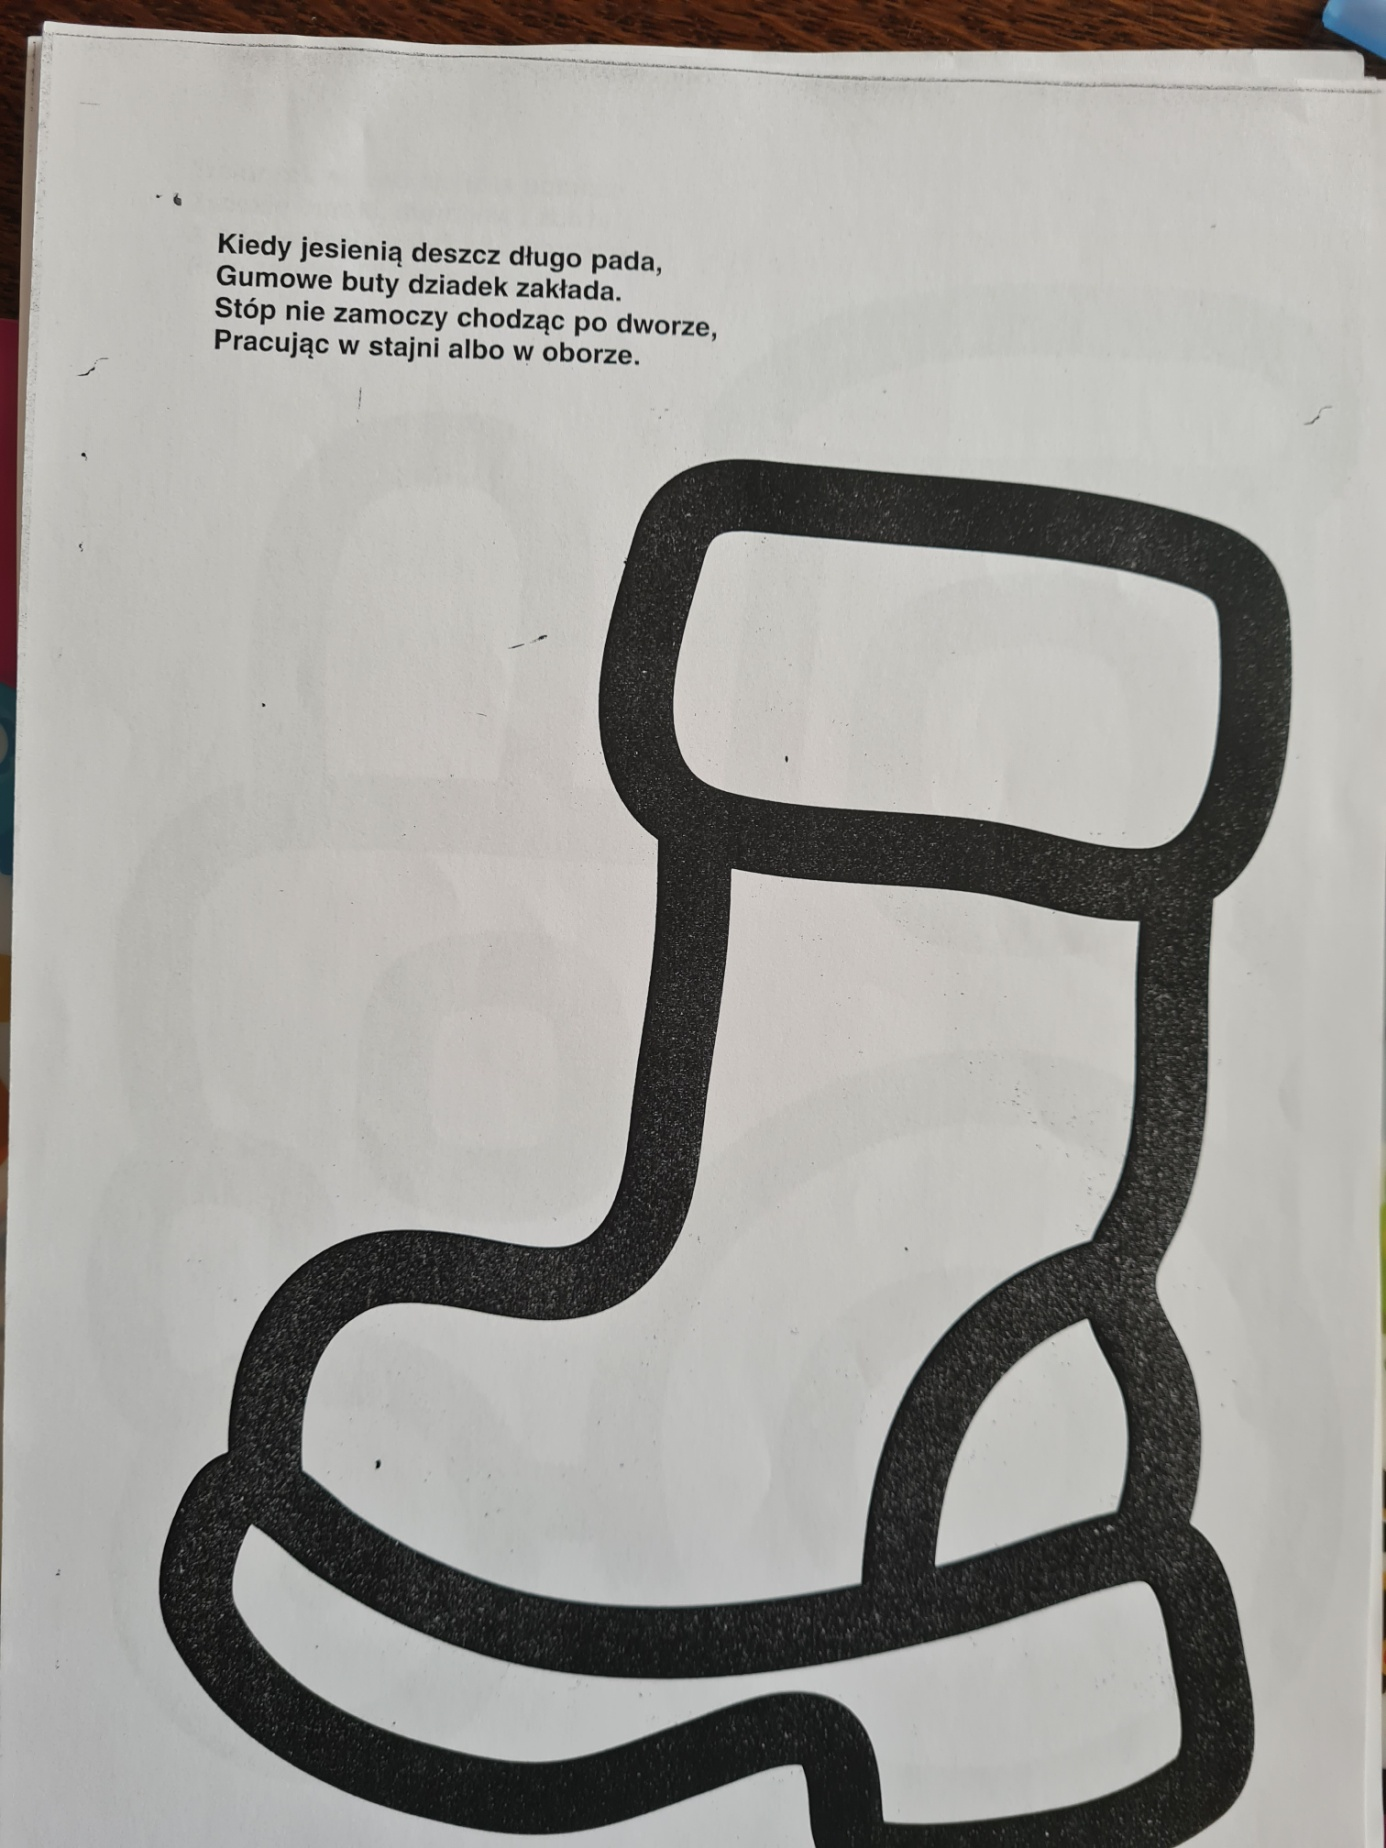 Kiedy jesienią deszcz długo pada,
Gumowe buty dziadek zakłada.
Stóp nie zamoczy chodząc po dworze,
Pracując w stajni albo w oborze.